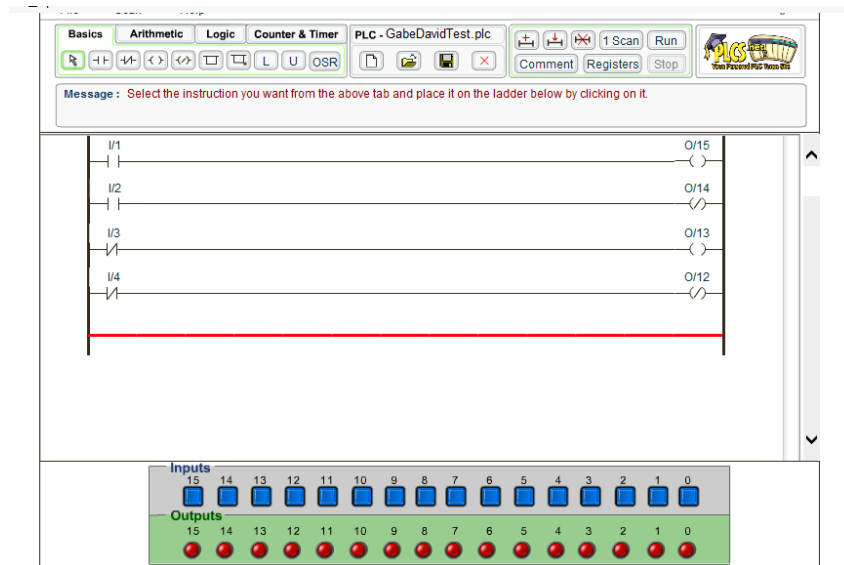 Basics Arithmetic Logic Counter & Timer PLC - GabeDavidTest.plc 1 Scan Run
L U OSR Comment Registers Stop
Message : Select the instruction you want from the above tab and place it on the ladder below by clicking on it.
I/1 O/15
I/2 O/14
I/3 O/13
I/4 O/12
Inputs
15 14 13 12 11 10 9 8 7 6 5 4 3 2 1 0
Outputs
15 14 13 12 11 10 9 8 7 6 5 4 3 2 1 0